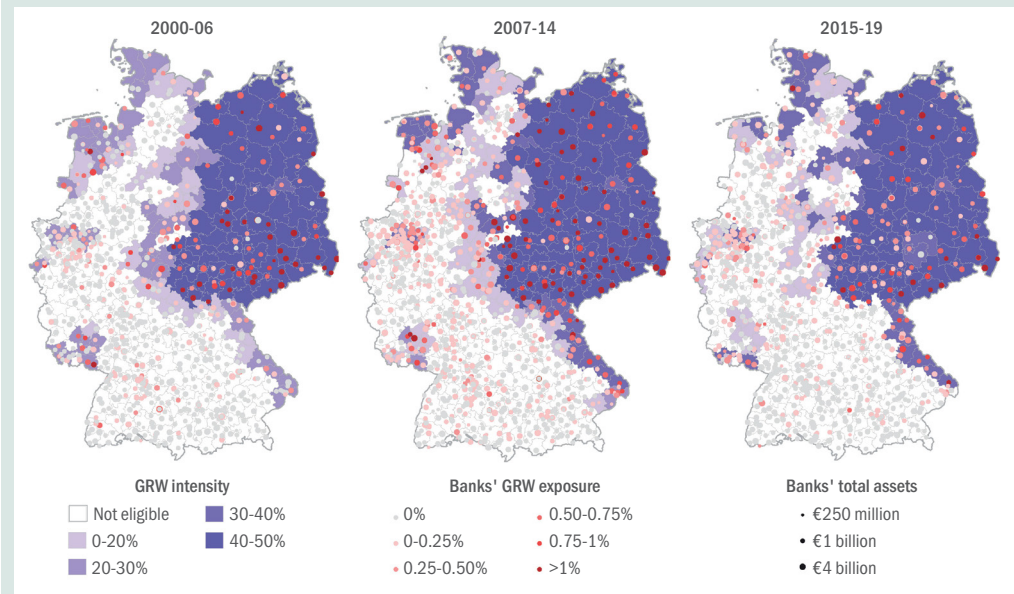 2000-06
2007-14
2015-19
GRW intensity
Not eligible
0-20%
20-30%
30-40%
40-50%
Banks' GRW exposure
0%
0-0.25%
0.25-0.50%
0.50-0.75%
0.75-1%
>1%
Banks' total assets
€250 million
€1 billion
€4 billion